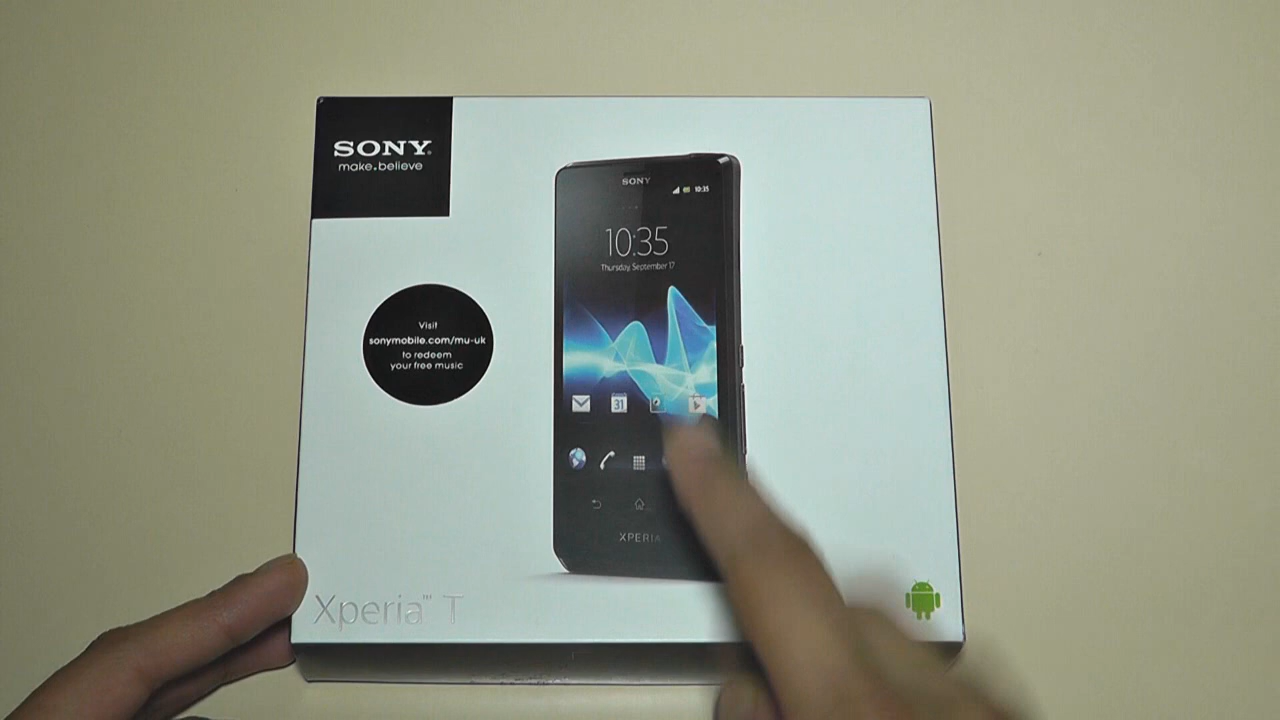 SONY
make.believe
SONY
10:35
10:35
Thursday, September 17
Visit
sonymobile.com/mu-uk
to redeem
your free music
31
XPERIA
Xperia™ T